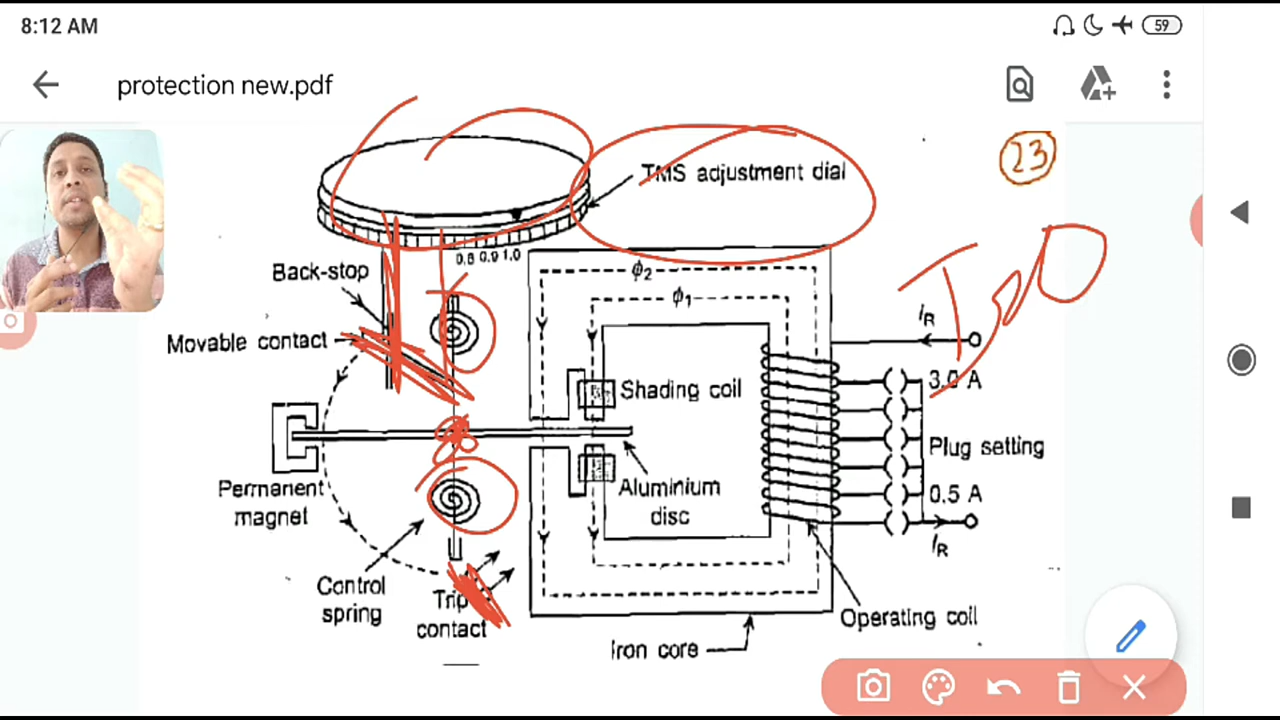 8:12 AM
59
protection new.pdf
23
TMS adjustment dial
0.8 0.9 1.0
Back-stop
Movable contact
ϕ2
ϕ1
iR
3.0 A
Shading coil
Plug setting
Permanent
magnet
Aluminium
disc
0.5 A
iR
Control
spring
Trip
contact
Operating coil
Iron core